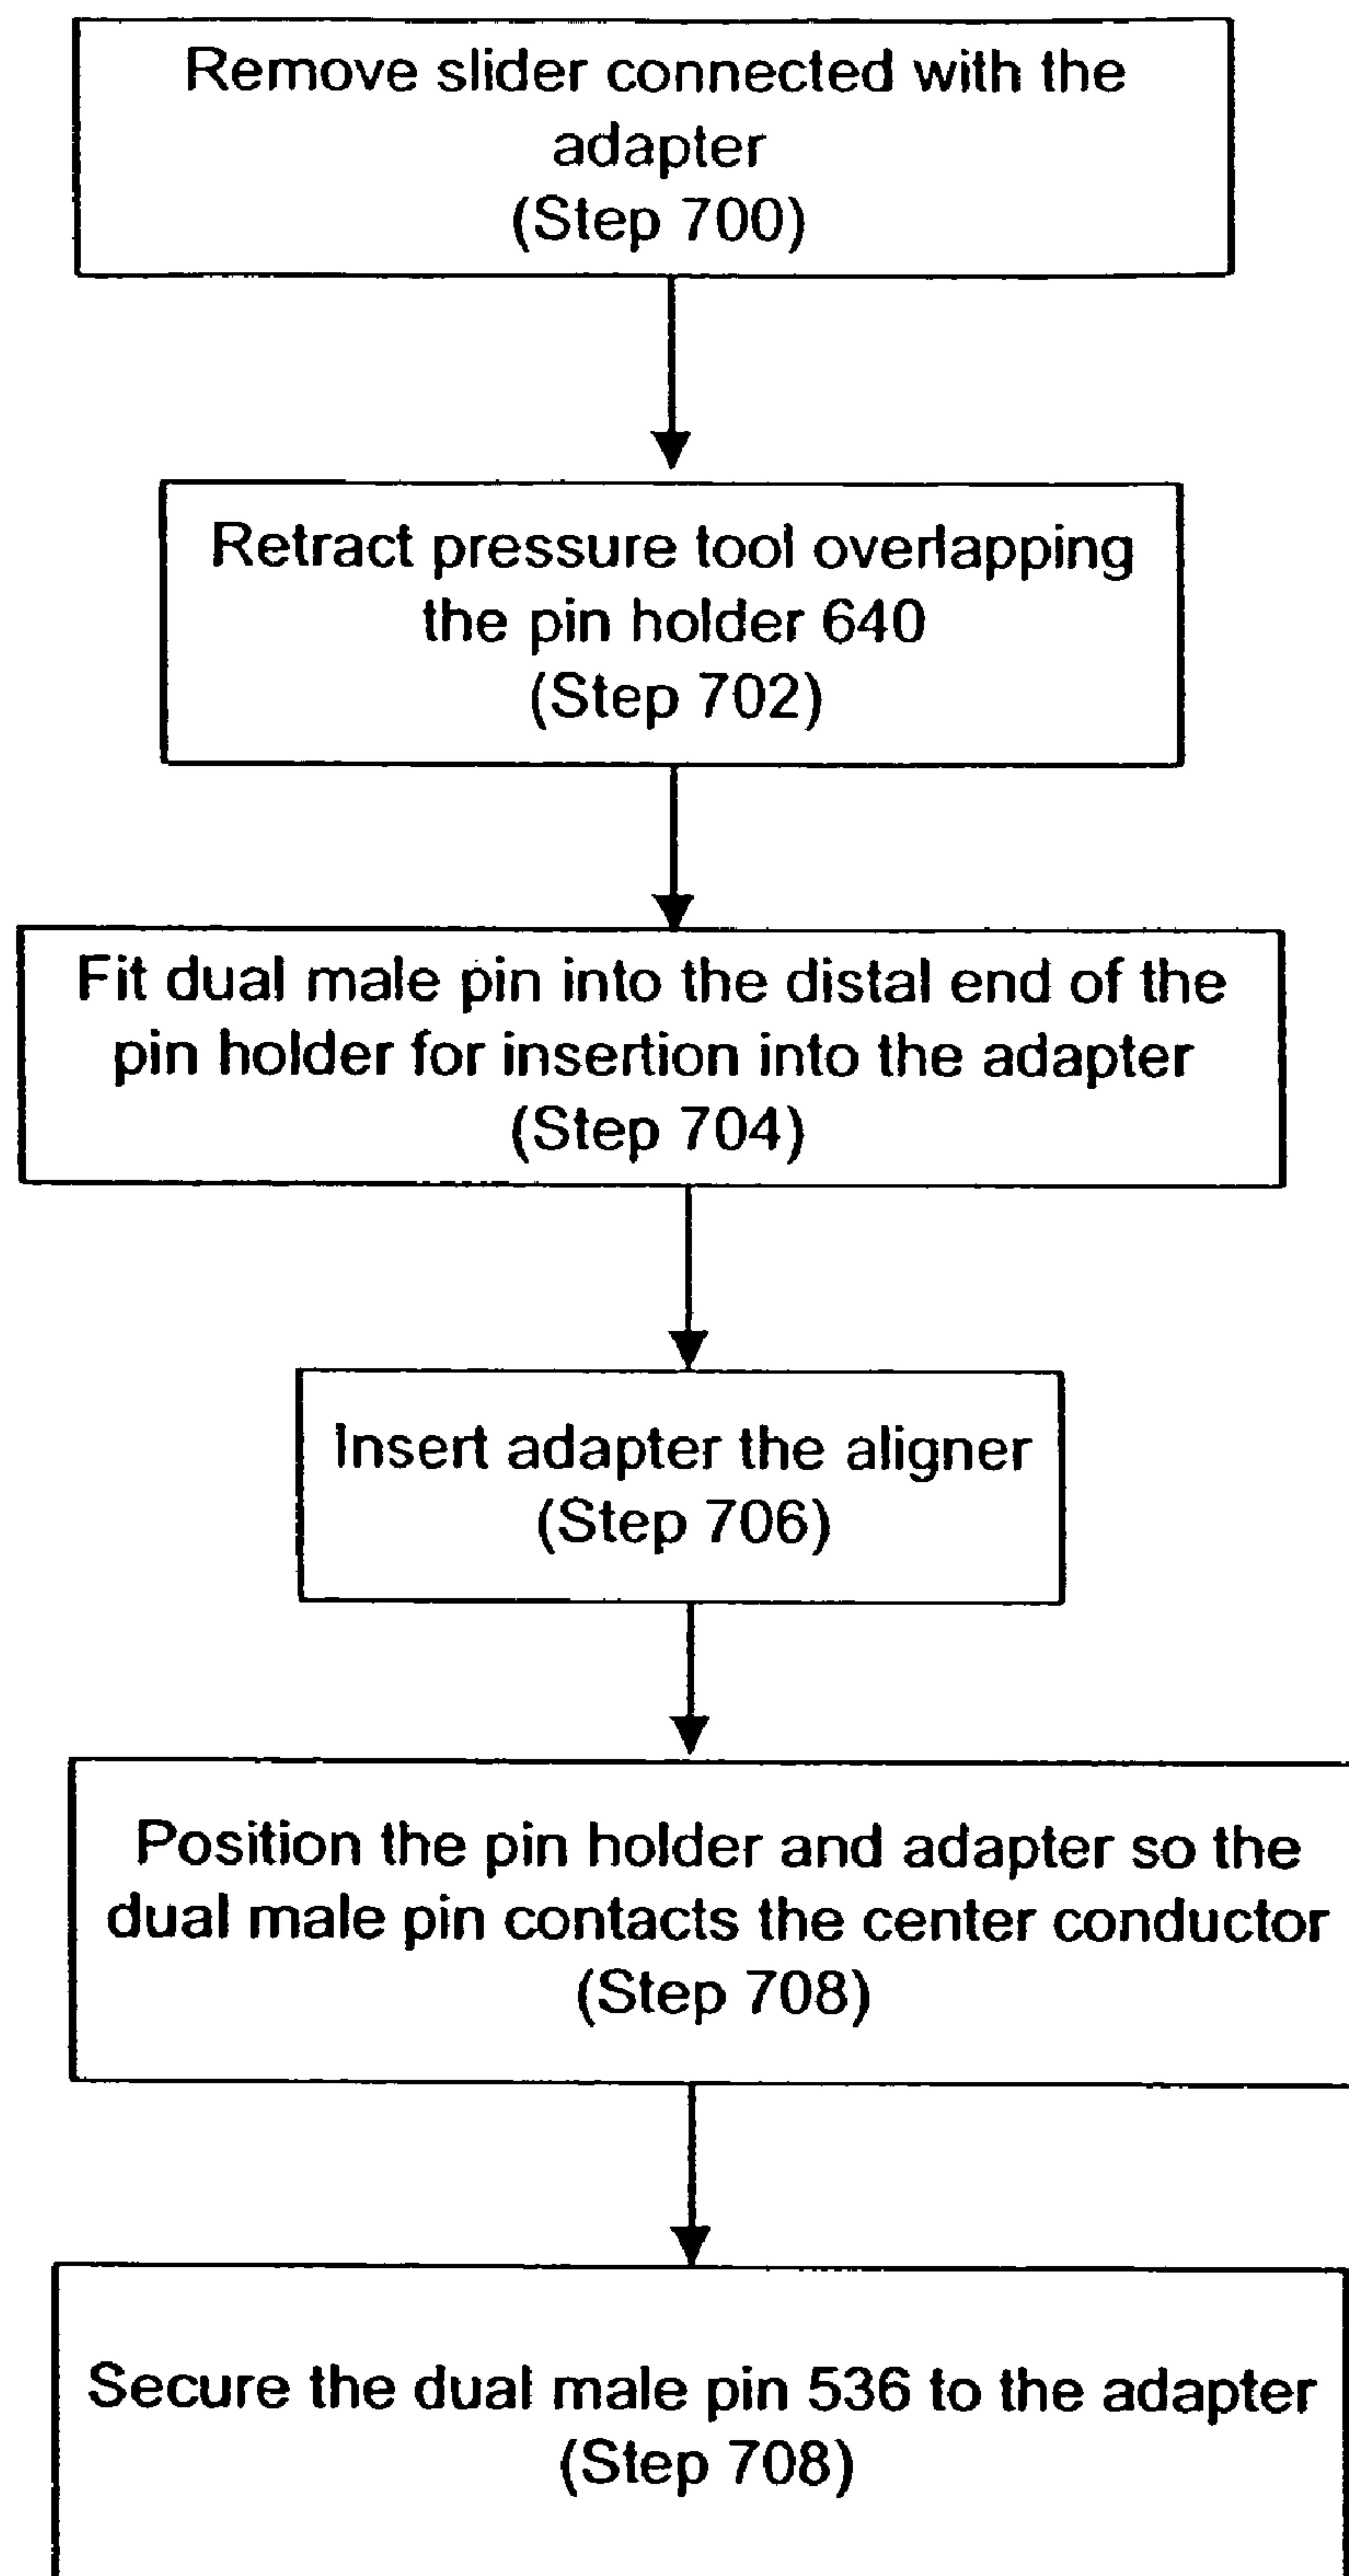 Remove slider connected with the
adapter
(Step 700)
Retract pressure tool overlapping
the pin holder 640
(Step 702)
Fit dual male pin into the distal end of the
pin holder for insertion into the adapter
(Step 704)
Insert adapter the aligner
(Step 706)
Position the pin holder and adapter so the
dual male pin contacts the center conductor
(Step 708)
Secure the dual male pin 536 to the adapter
(Step 708)